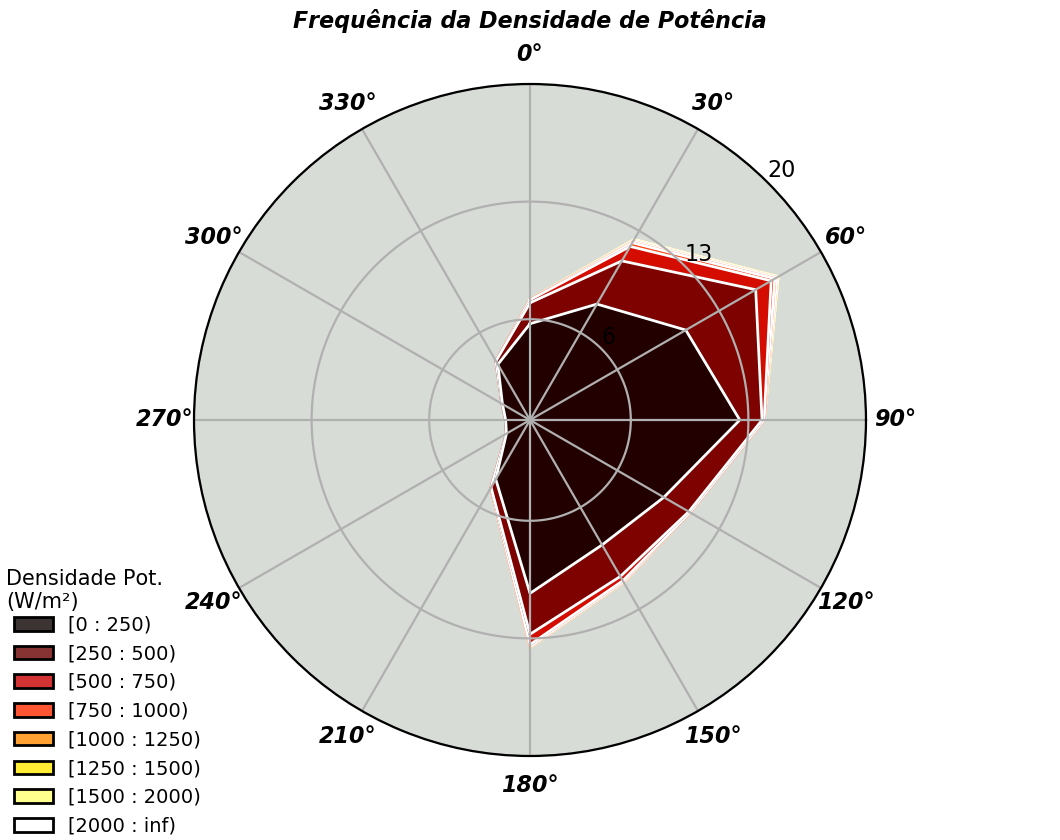 Frequência da Densidade de Potência
0°
330°
30°
20
300°
60°
13
6
270°
90°
240°
120°
210°
150°
180°
Densidade Pot.
(W/m²)
[0 : 250)
[250 : 500)
[500 : 750)
[750 : 1000)
[1000 : 1250)
[1250 : 1500)
[1500 : 2000)
[2000 : inf)